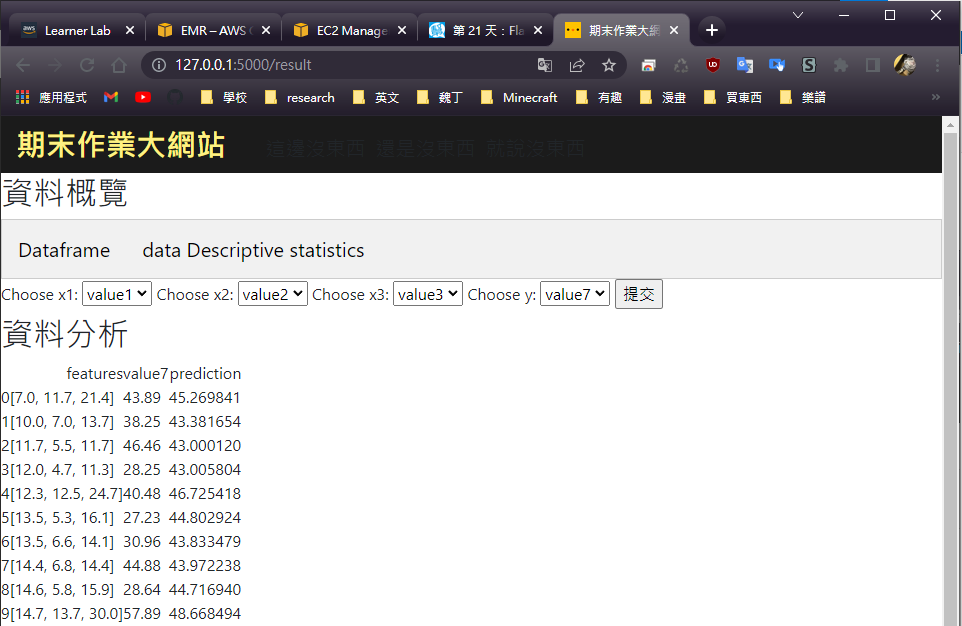 Learner Lab
EMR – AWS
EC2 Manage
第 21 天：Fla
期末作業大網
127.0.0.1:5000/result
應用程式
學校
research
英文
魏丁
Minecraft
有趣
漫畫
買東西
樂譜
期末作業大網站 這邊沒東西 還是沒東西 就說沒東西
資料概覽
Dataframe data Descriptive statistics
Choose x1: value1 Choose x2: value2 Choose x3: value3 Choose y: value7 提交
資料分析
features value7 prediction
0 [7.0, 11.7, 21.4] 43.89 45.269841
1 [10.0, 7.0, 13.7] 38.25 43.381654
2 [11.7, 5.5, 11.7] 46.46 43.000120
3 [12.0, 4.7, 11.3] 28.25 43.005804
4 [12.3, 12.5, 24.7] 40.48 46.725418
5 [13.5, 5.3, 16.1] 27.23 44.802924
6 [13.5, 6.6, 14.1] 30.96 43.833479
7 [14.4, 6.8, 14.4] 44.88 43.972238
8 [14.6, 5.8, 15.9] 28.64 44.716940
9 [14.7, 13.7, 30.0] 57.89 48.668494